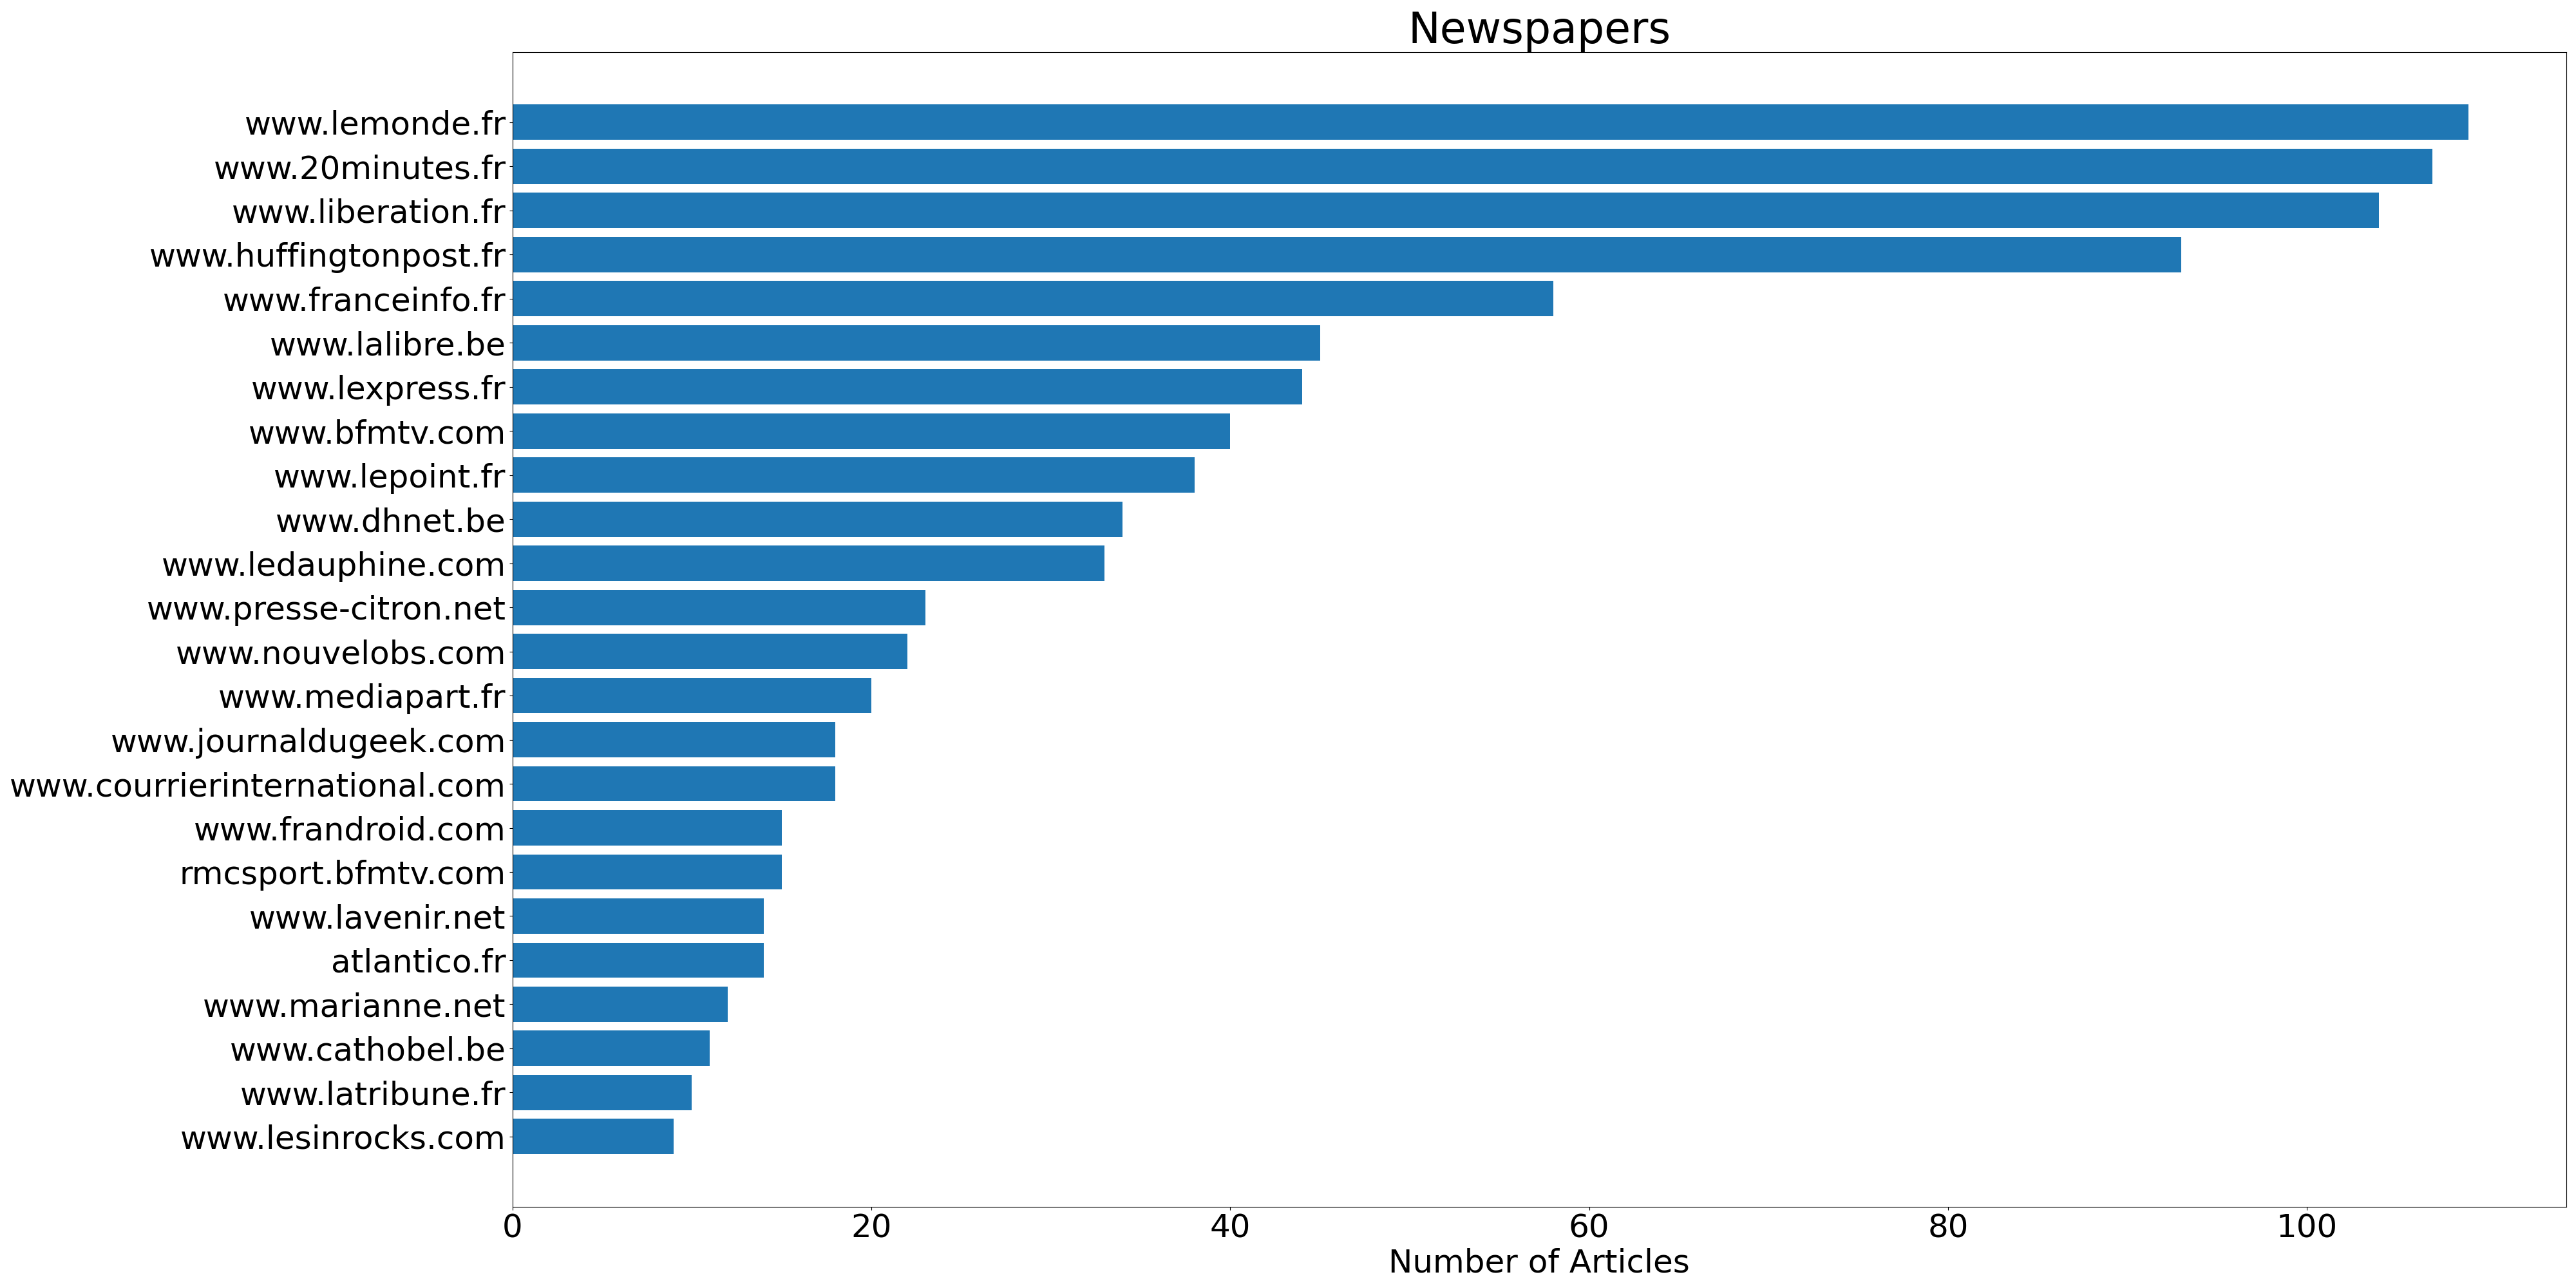 Newspapers
www.lemonde.fr
www.20minutes.fr
www.liberation.fr
www.huffingtonpost.fr
www.franceinfo.fr
www.lalibre.be
www.lexpress.fr
www.bfmtv.com
www.lepoint.fr
www.dhnet.be
www.ledauphine.com
www.presse-citron.net
www.nouvelobs.com
www.mediapart.fr
www.journaldugeek.com
www.courrierinternational.com
www.frandroid.com
rmcsport.bfmtv.com
www.lavenir.net
atlantico.fr
www.marianne.net
www.cathobel.be
www.latribune.fr
www.lesinrocks.com
0 20 40 60 80 100
Number of Articles